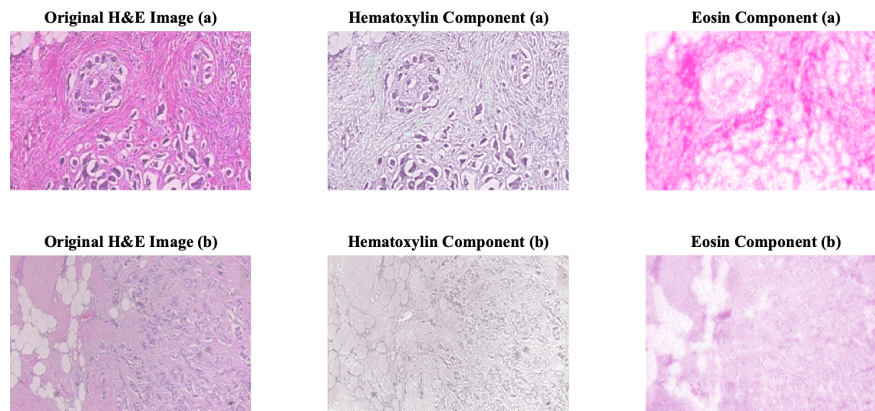 Original H&E Image (a)
Hematoxylin Component (a)
Eosin Component (a)
Original H&E Image (b)
Hematoxylin Component (b)
Eosin Component (b)